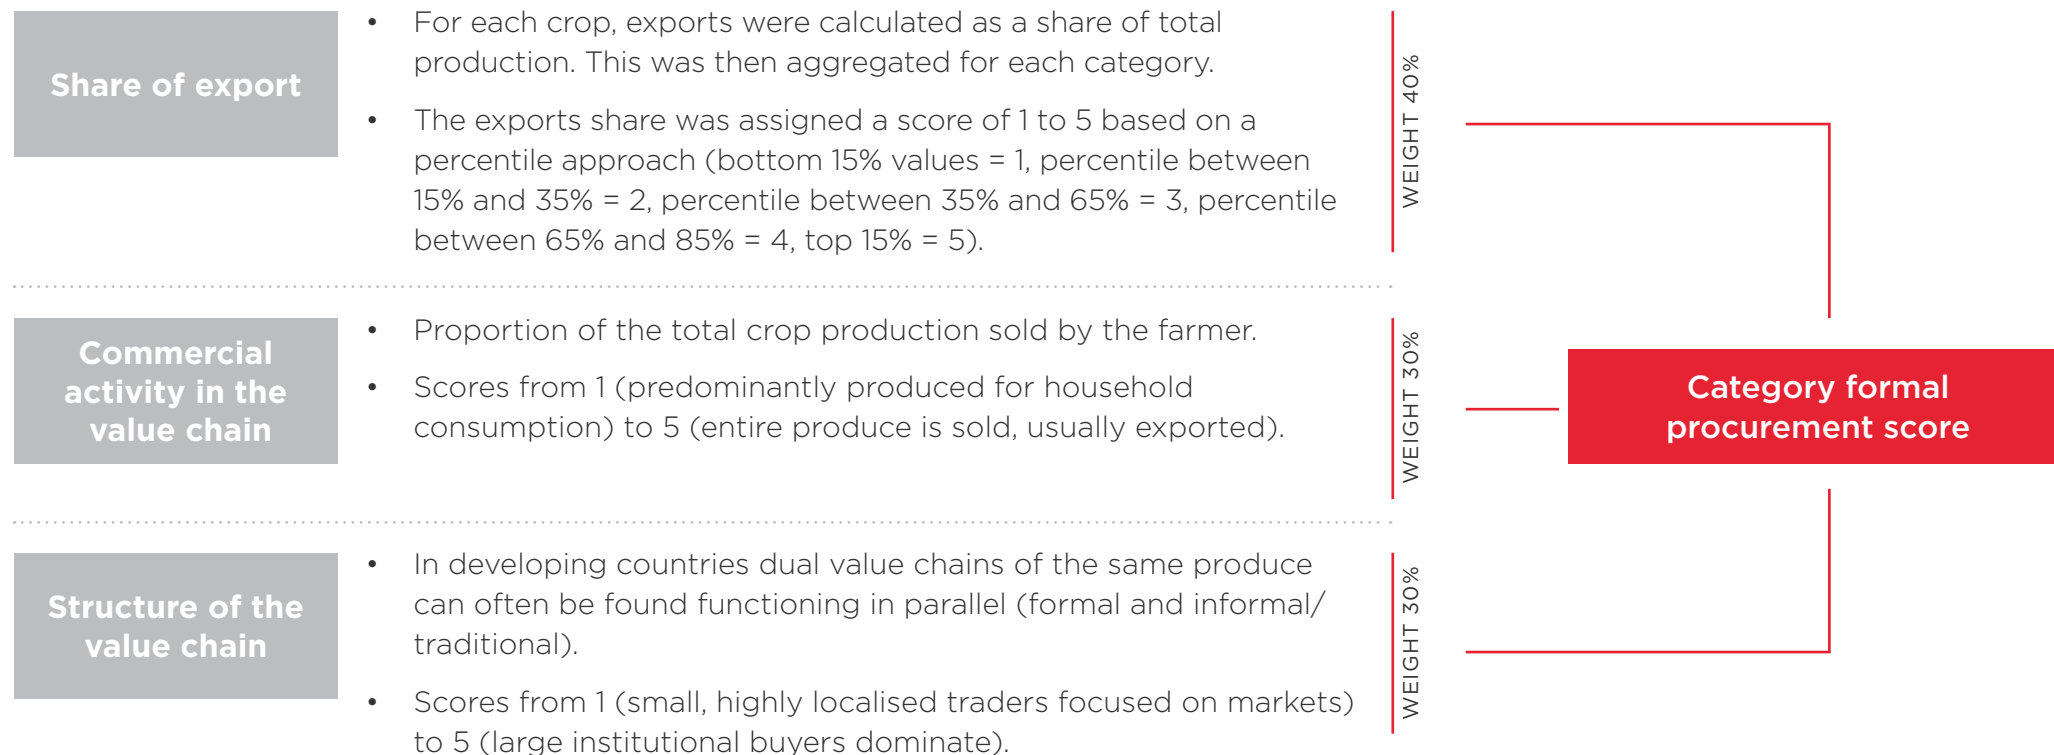 Share of export
• For each crop, exports were calculated as a share of total
production. This was then aggregated for each category.
• The exports share was assigned a score of 1 to 5 based on a
percentile approach (bottom 15% values = 1, percentile between
15% and 35% = 2, percentile between 35% and 65% = 3, percentile
between 65% and 85% = 4, top 15% = 5).
WEIGHT 40%
Commercial
activity in the
value chain
• Proportion of the total crop production sold by the farmer.
• Scores from 1 (predominantly produced for household
consumption) to 5 (entire produce is sold, usually exported).
WEIGHT 30%
Category formal
procurement score
Structure of the
value chain
• In developing countries dual value chains of the same produce
can often be found functioning in parallel (formal and informal/
traditional).
• Scores from 1 (small, highly localised traders focused on markets)
to 5 (large institutional buyers dominate).
WEIGHT 30%